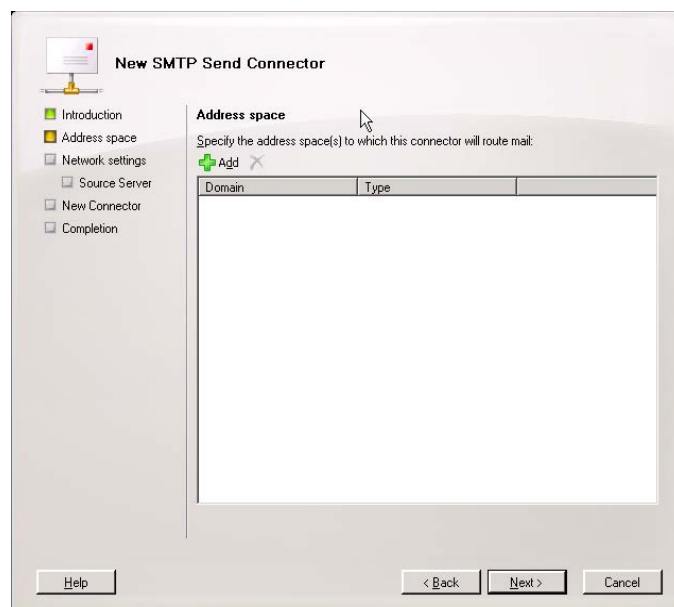 New SMTP Send Connector
Introduction
Address space
Network settings
Source Server
New Connector
Completion
Address space
Specify the address space(s) to which this connector will route mail:
Add
Domain Type
Help < Back Next > Cancel